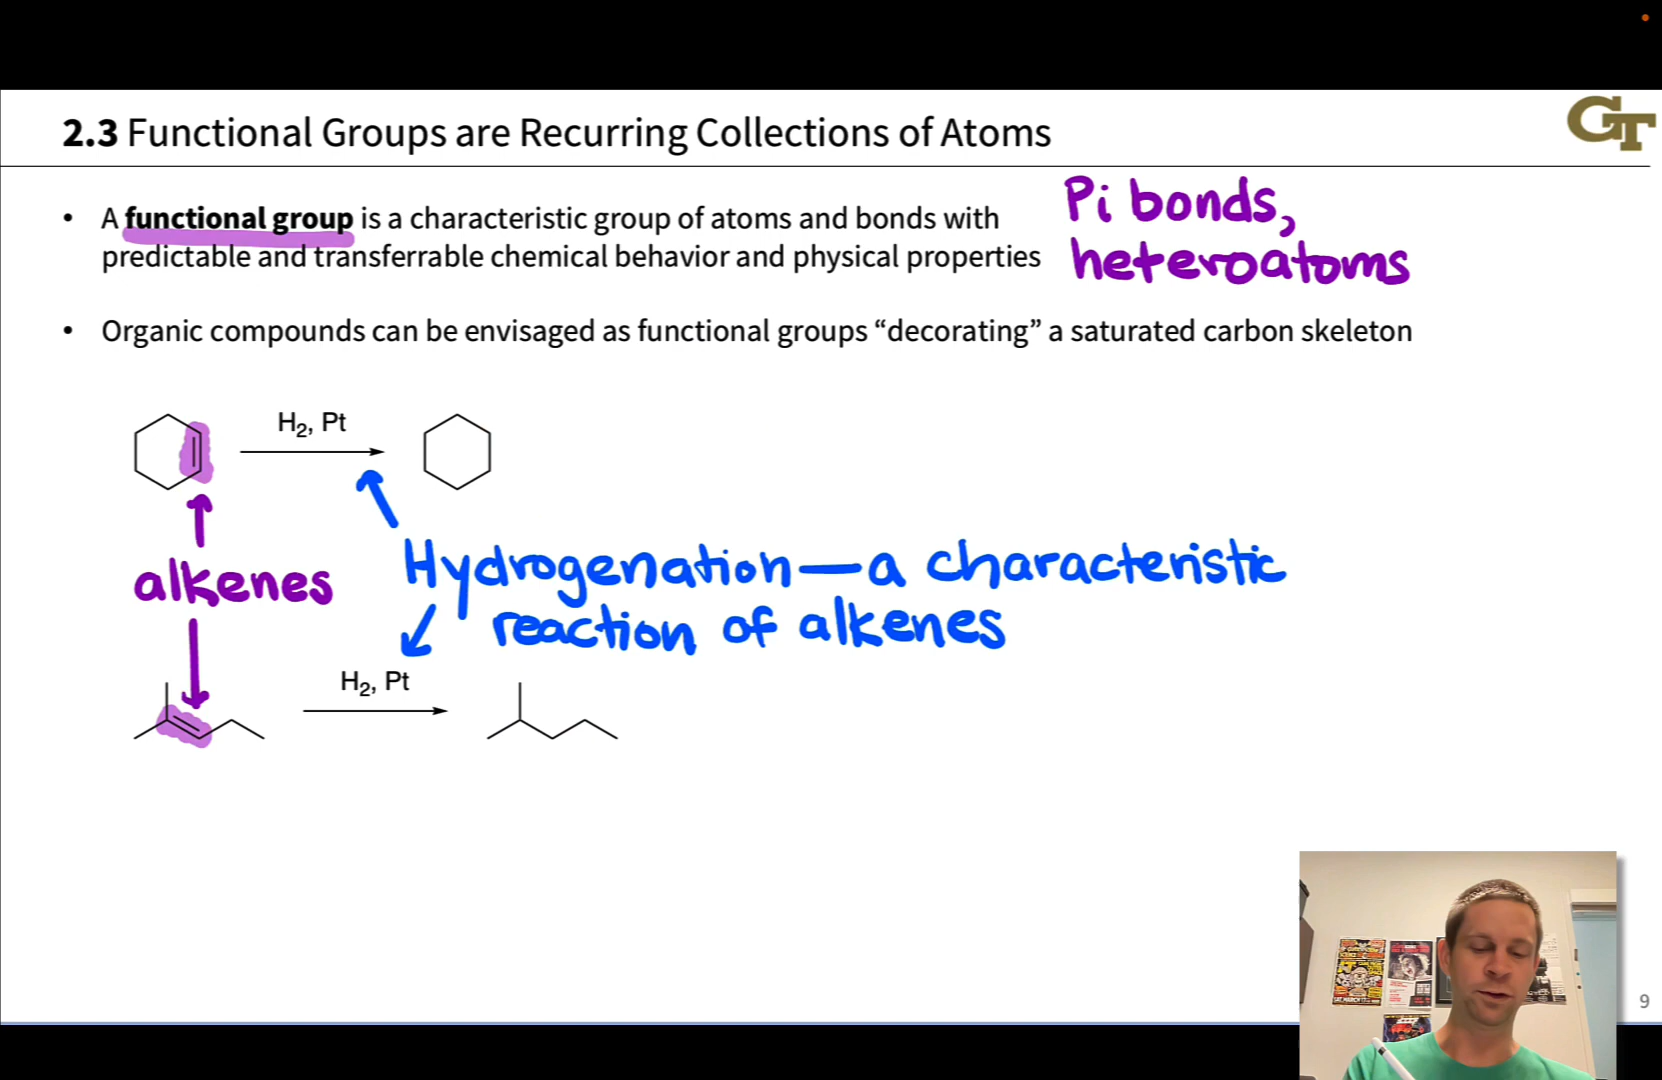 2.3 Functional Groups are Recurring Collections of Atoms
GT
• A functional group is a characteristic group of atoms and bonds with
predictable and transferrable chemical behavior and physical properties
Pi bonds,
heteroatoms
• Organic compounds can be envisaged as functional groups “decorating” a saturated carbon skeleton
H₂, Pt
alkenes
Hydrogenation—a characteristic
reaction of alkenes
H₂, Pt
9